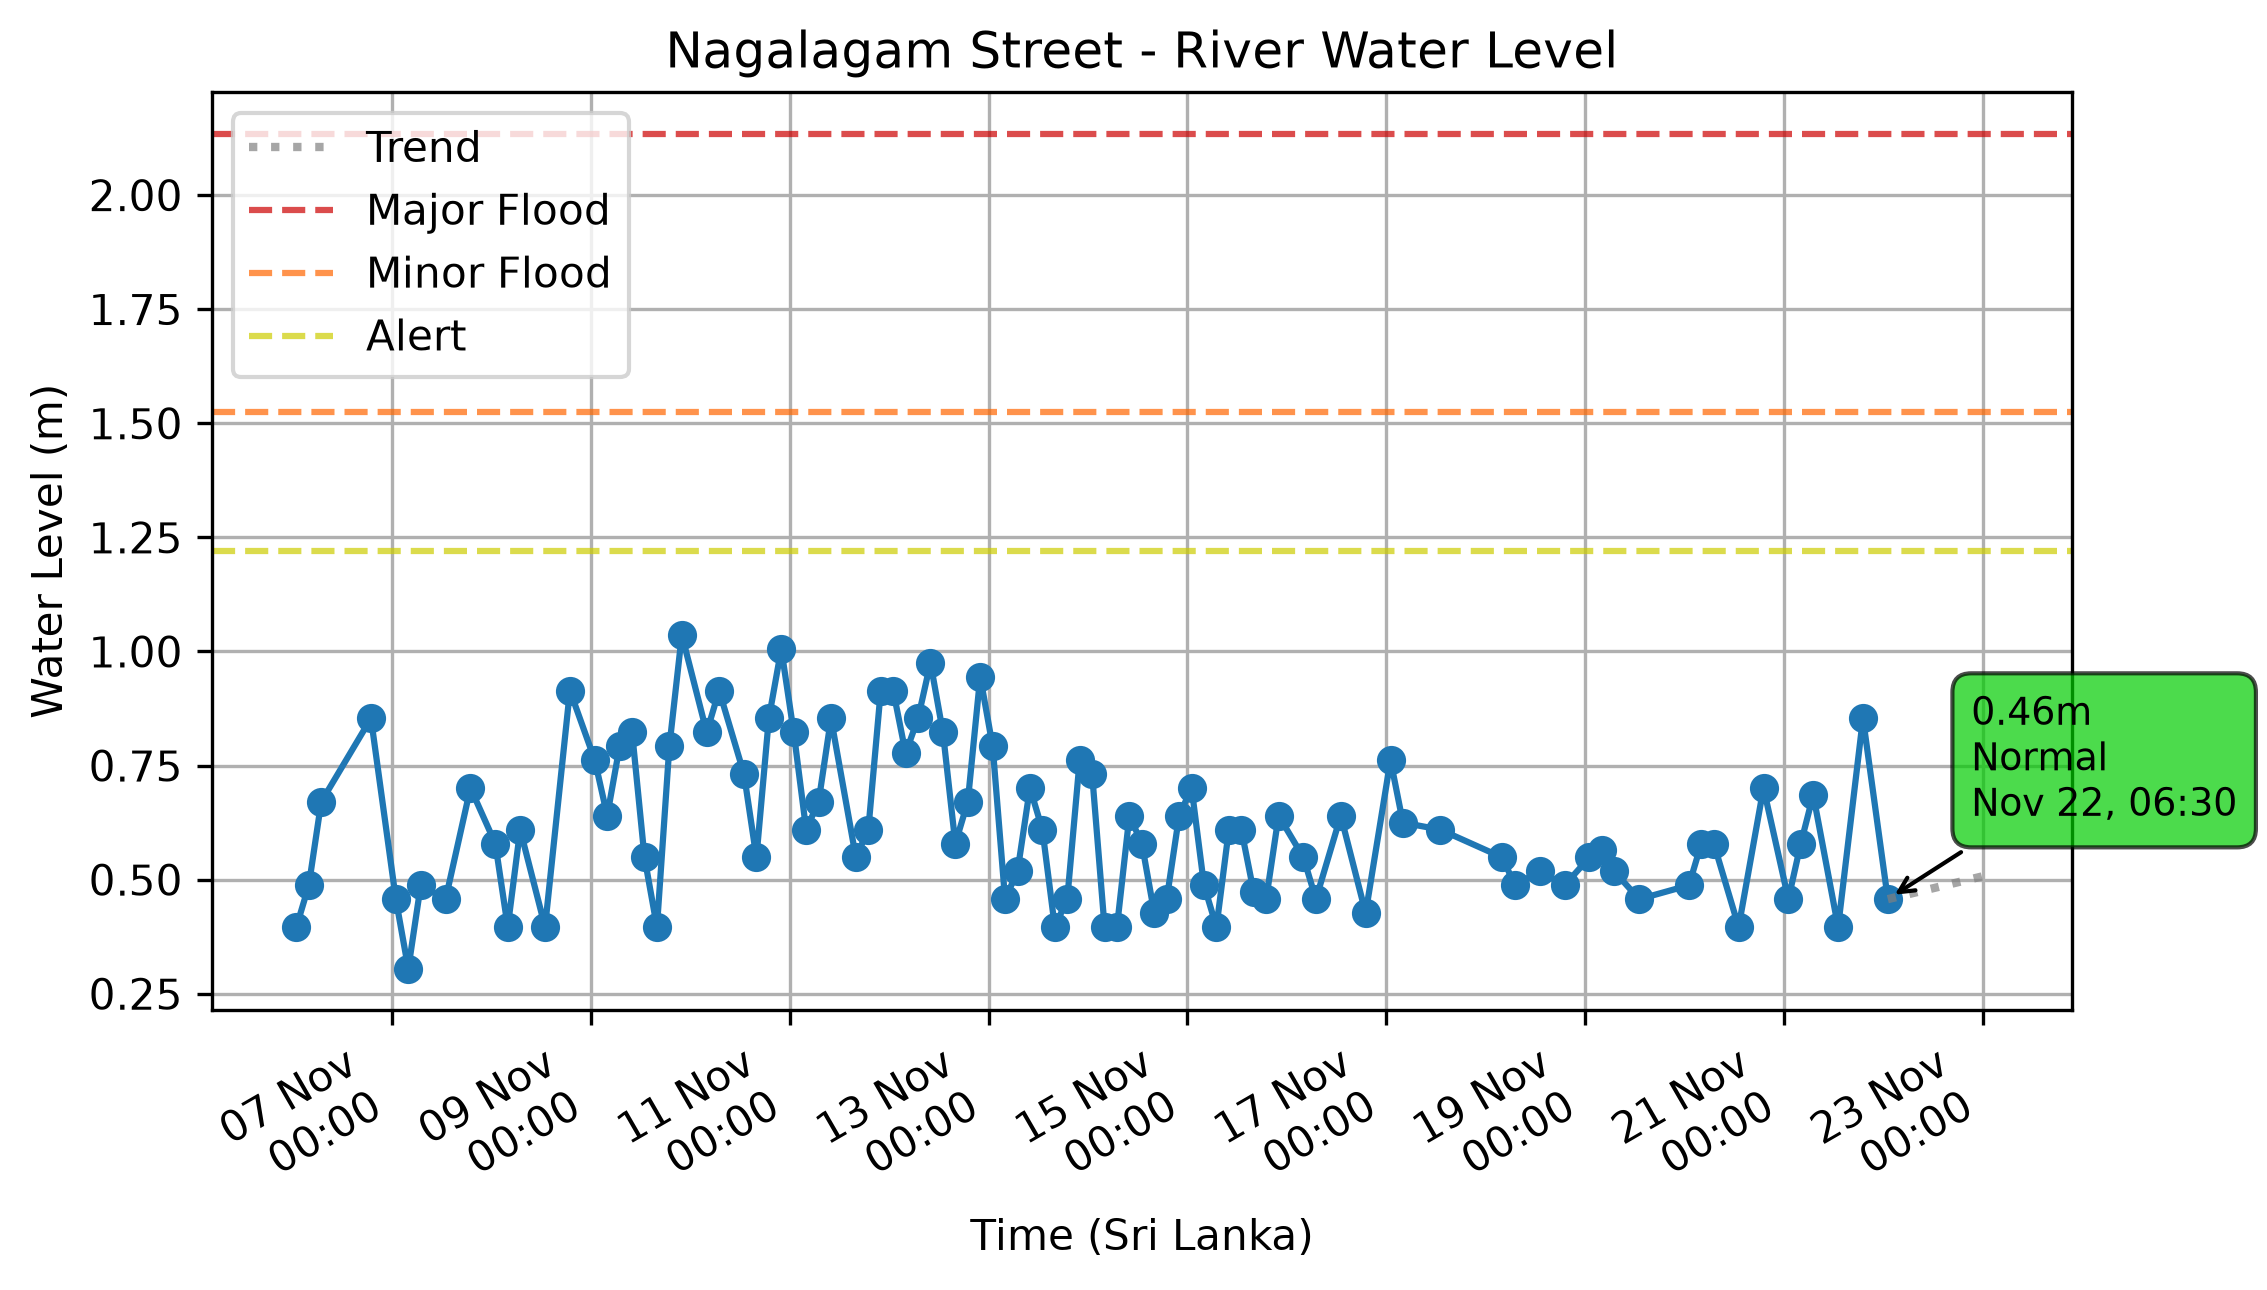 Nagalagam Street - River Water Level
Trend
Major Flood
Minor Flood
Alert
Water Level (m)
2.00
1.75
1.50
1.25
1.00
0.75
0.50
0.25
0.46m
Normal
Nov 22, 06:30
07 Nov
00:00
09 Nov
00:00
11 Nov
00:00
13 Nov
00:00
15 Nov
00:00
17 Nov
00:00
19 Nov
00:00
21 Nov
00:00
23 Nov
00:00
Time (Sri Lanka)